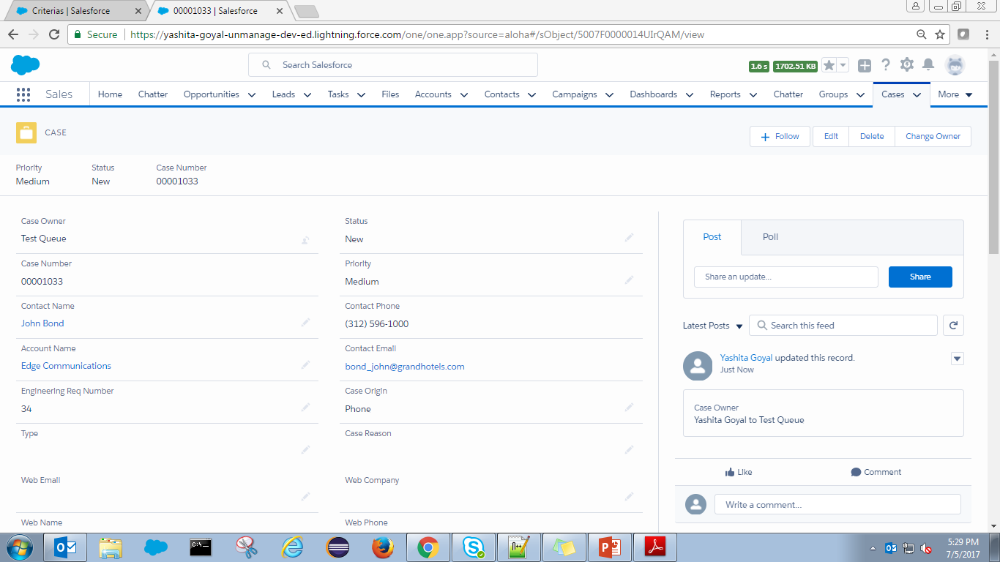 Criterias | Salesforce
00001033 | Salesforce
Secure
https://yashita-goyal-unmanage-dev-ed.lightning.force.com/one/one.app?source=aloha#/sObject/5007F0000014UIrQAM/view
Search Salesforce
1.6 s
1702.51 KB
Sales
Home
Chatter
Opportunities
Leads
Tasks
Files
Accounts
Contacts
Campaigns
Dashboards
Reports
Chatter
Groups
Cases
More
CASE
Follow
Edit
Delete
Change Owner
Priority
Status
Case Number
Medium
New
00001033
Case Owner
Test Queue
Status
New
Case Number
00001033
Priority
Medium
Contact Name
John Bond
Contact Phone
(312) 596-1000
Account Name
Edge Communications
Contact Email
bond_john@grandhotels.com
Engineering Req Number
34
Case Origin
Phone
Type
Case Reason
Web Email
Web Company
Web Name
Web Phone
Post
Poll
Share an update...
Share
Latest Posts
Search this feed
Yashita Goyal updated this record.
Just Now
Case Owner
Yashita Goyal to Test Queue
Like
Comment
Write a comment...
5:29 PM
7/5/2017